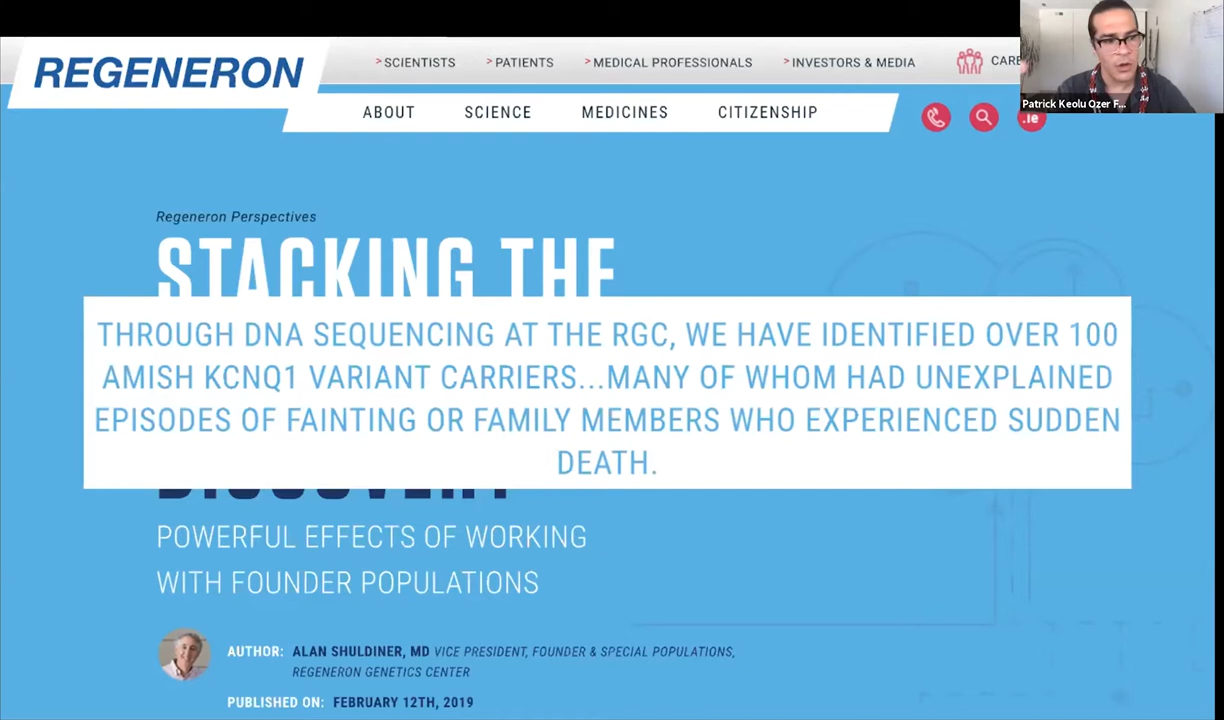 REGENERON
>SCIENTISTS >PATIENTS >MEDICAL PROFESSIONALS >INVESTORS & MEDIA CARE
Patrick Keolu Ozer F...
ABOUT SCIENCE MEDICINES CITIZENSHIP
.ie
Regeneron Perspectives
STACKING THE
THROUGH DNA SEQUENCING AT THE RGC, WE HAVE IDENTIFIED OVER 100
AMISH KCNQ1 VARIANT CARRIERS...MANY OF WHOM HAD UNEXPLAINED
EPISODES OF FAINTING OR FAMILY MEMBERS WHO EXPERIENCED SUDDEN
DEATH.
DISCOVERY
POWERFUL EFFECTS OF WORKING
WITH FOUNDER POPULATIONS
AUTHOR: ALAN SHULDINER, MD VICE PRESIDENT, FOUNDER & SPECIAL POPULATIONS,
REGENERON GENETICS CENTER
PUBLISHED ON: FEBRUARY 12TH, 2019